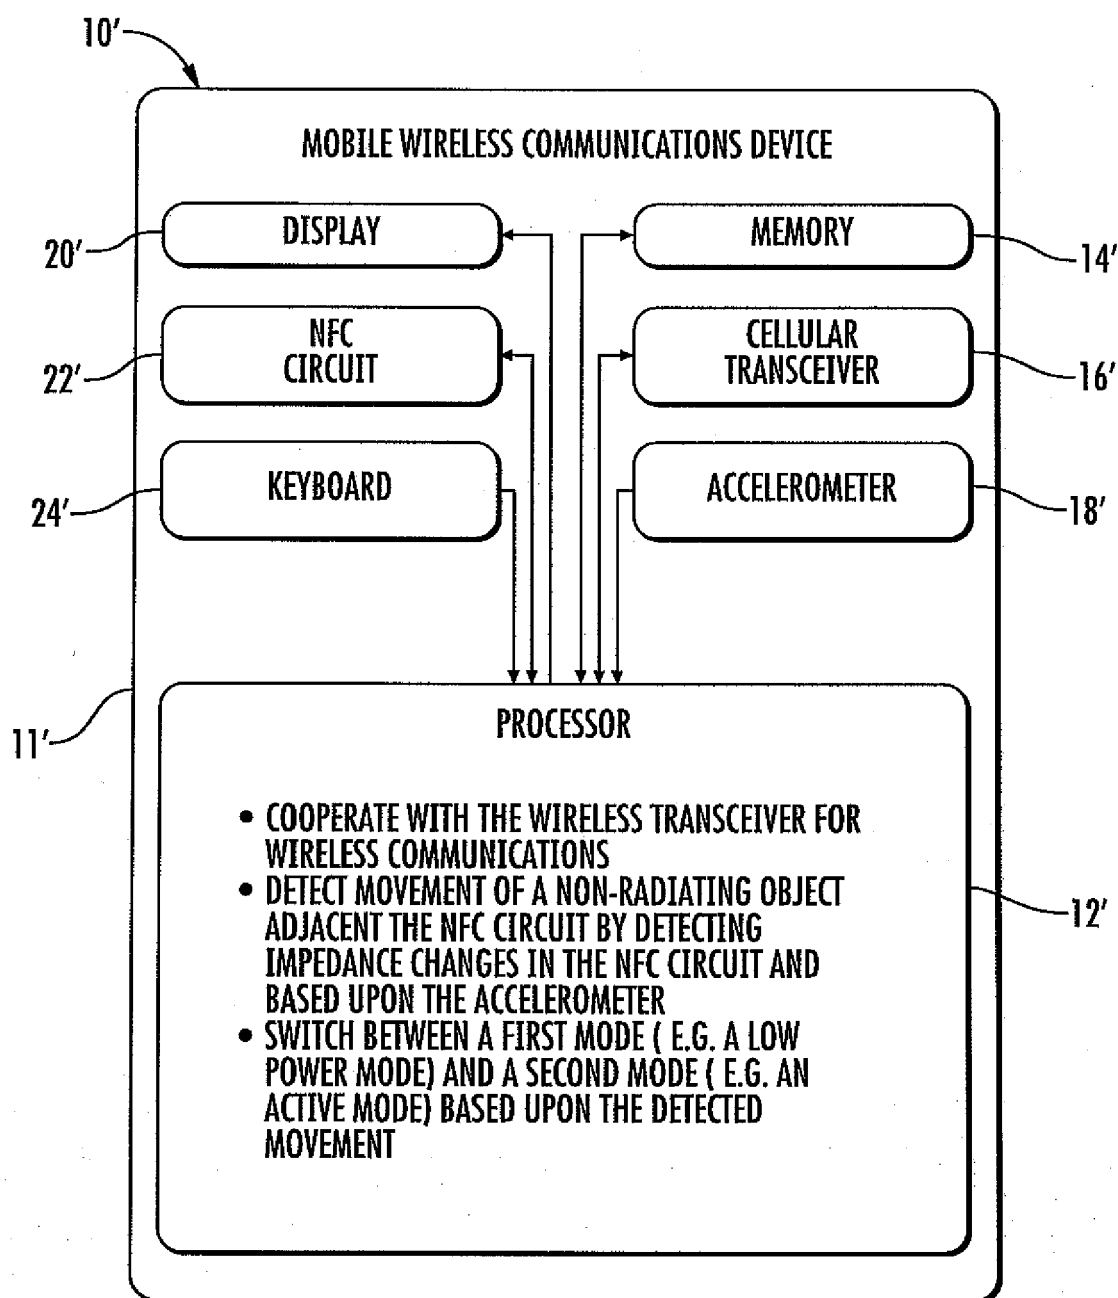 10′
MOBILE WIRELESS COMMUNICATIONS DEVICE
DISPLAY
MEMORY
20′
14′
NFC
CIRCUIT
CELLULAR
TRANSCEIVER
22′
16′
KEYBOARD
ACCELEROMETER
24′
18′
PROCESSOR
11′
• COOPERATE WITH THE WIRELESS TRANSCEIVER FOR
WIRELESS COMMUNICATIONS
• DETECT MOVEMENT OF A NON-RADIATING OBJECT
ADJACENT THE NFC CIRCUIT BY DETECTING
IMPEDANCE CHANGES IN THE NFC CIRCUIT AND
BASED UPON THE ACCELEROMETER
12′
• SWITCH BETWEEN A FIRST MODE ( E.G. A LOW
POWER MODE) AND A SECOND MODE ( E.G. AN
ACTIVE MODE) BASED UPON THE DETECTED
MOVEMENT